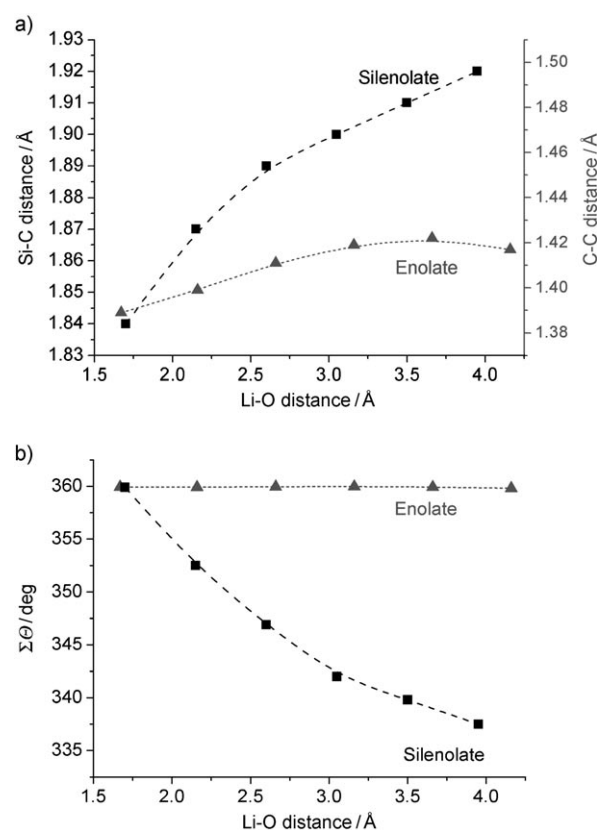 a)
1.93
1.92
1.91
1.90
1.89
1.88
1.87
1.86
1.85
1.84
1.83
Si-C distance / Å
Silenolate
Enolate
1.50
1.48
1.46
1.44
1.42
1.40
1.38
C-C distance / Å
1.5 2.0 2.5 3.0 3.5 4.0
Li-O distance / Å
b)
360
355
350
345
340
335
ΣΘ / deg
Enolate
Silenolate
1.5 2.0 2.5 3.0 3.5 4.0
Li-O distance / Å